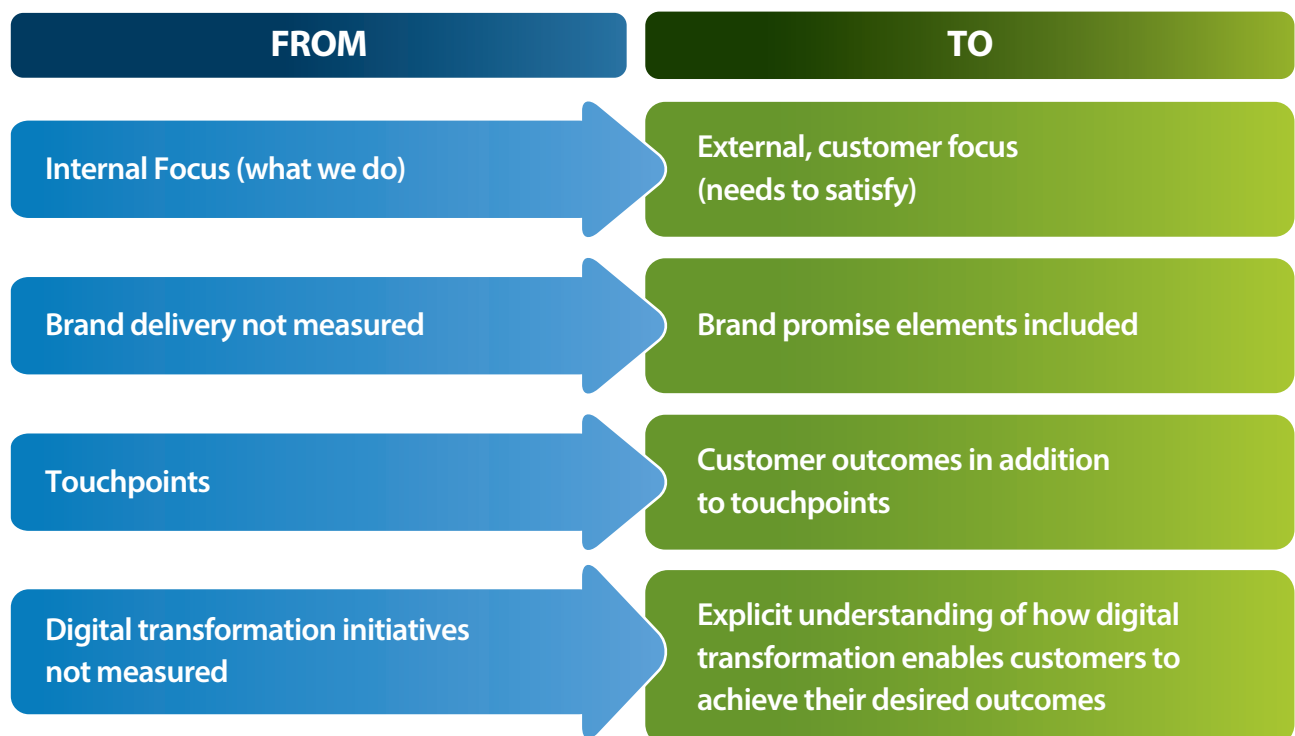 FROM
TO
Internal Focus (what we do)
External, customer focus
(needs to satisfy)
Brand delivery not measured
Brand promise elements included
Touchpoints
Customer outcomes in addition
to touchpoints
Digital transformation initiatives
not measured
Explicit understanding of how digital
transformation enables customers to
achieve their desired outcomes